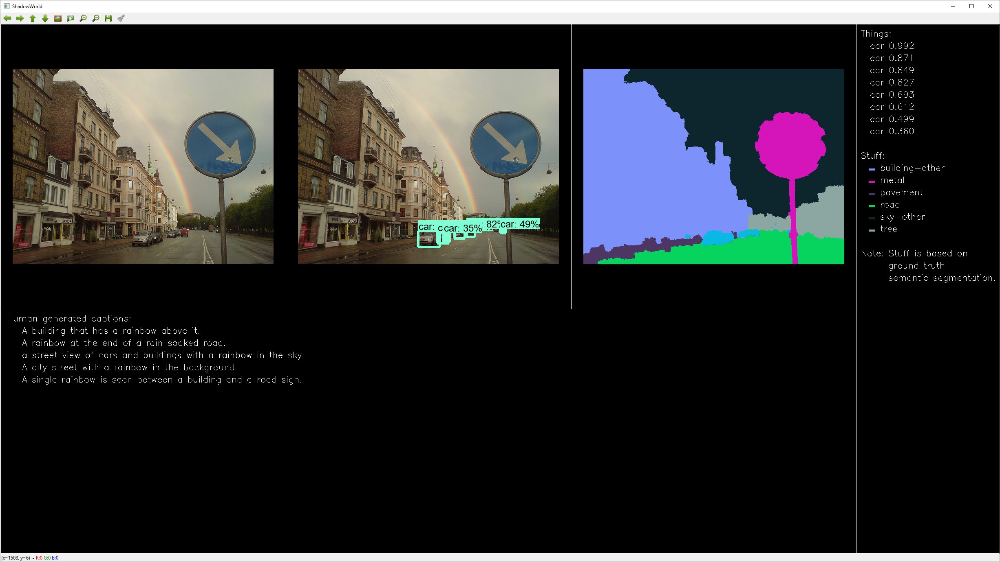 ShadowWorld
KIOSK
KIOSK
car:
c
car: 35%
: 82%
car: 49%
Things:
car 0.992
car 0.871
car 0.849
car 0.827
car 0.693
car 0.612
car 0.499
car 0.360
Stuff:
building-other
metal
pavement
road
sky-other
tree
Note: Stuff is based on
ground truth
semantic segmentation.
Human generated captions:
A building that has a rainbow above it.
A rainbow at the end of a rain soaked road.
a street view of cars and buildings with a rainbow in the sky
A city street with a rainbow in the background
A single rainbow is seen between a building and a road sign.
(x=1508, y=6) ~ R:0 G:0 B:0